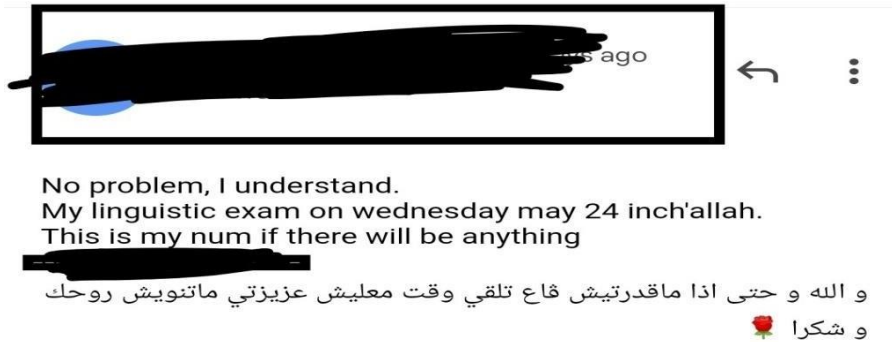 ago
No problem, I understand.
My linguistic exam on wednesday may 24 inch'allah.
This is my num if there will be anything
و الله و حتى اذا ماقدرتيش ڨاع تلقي وقت معليش عزيزتي ماتنويش روحك
و شكرا 🌹